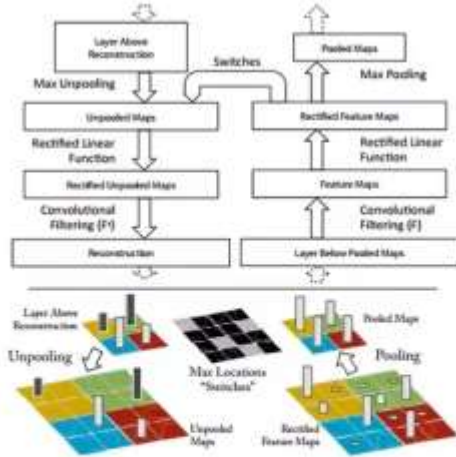 Layer Above
Reconstruction
Pooled Maps
Switches
Max Unpooling
Max Pooling
Unpooled Maps
Rectified Feature Maps
Rectified Linear
Function
Rectified Linear
Function
Rectified Unpooled Maps
Feature Maps
Convolutional
Filtering {F'}
Convolutional
Filtering {F}
Reconstruction
Layer Below Pooled Maps
Layer Above
Reconstruction
Pooled Maps
Unpooling
Max Locations
"Switches"
Pooling
Unpooled
Maps
Rectified
Feature Maps